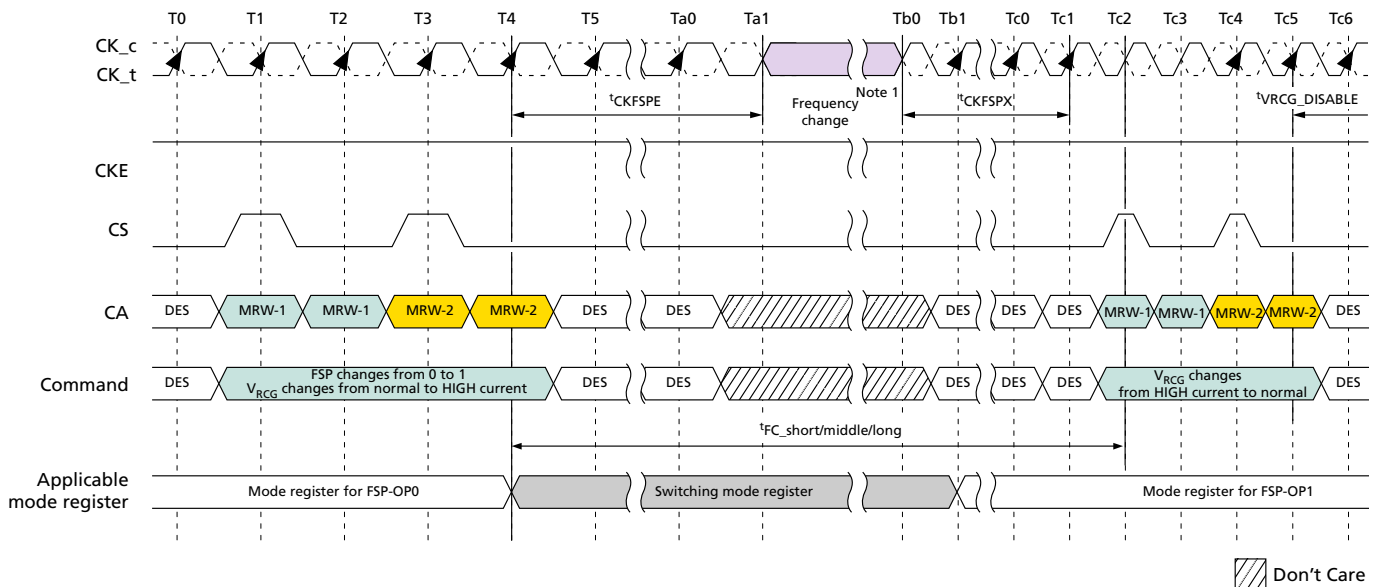 T0 T1 T2 T3 T4 T5 Ta0 Ta1 Tb0 Tb1 Tc0 Tc1 Tc2 Tc3 Tc4 Tc5 Tc6
CK_c
CK_t
Note 1
tCKFSPE
Frequency
change
tCKFSPX
tVRCG_DISABLE
CKE
CS
CA
DES MRW-1 MRW-1 MRW-2 MRW-2 DES DES DES DES DES MRW-1 MRW-1 MRW-2 MRW-2 DES
Command
DES
FSP changes from 0 to 1
VRCG changes from normal to HIGH current
DES DES DES DES DES
VRCG changes
from HIGH current to normal
DES
tFC_short/middle/long
Applicable
mode register
Mode register for FSP-OP0 Switching mode register Mode register for FSP-OP1
Don't Care